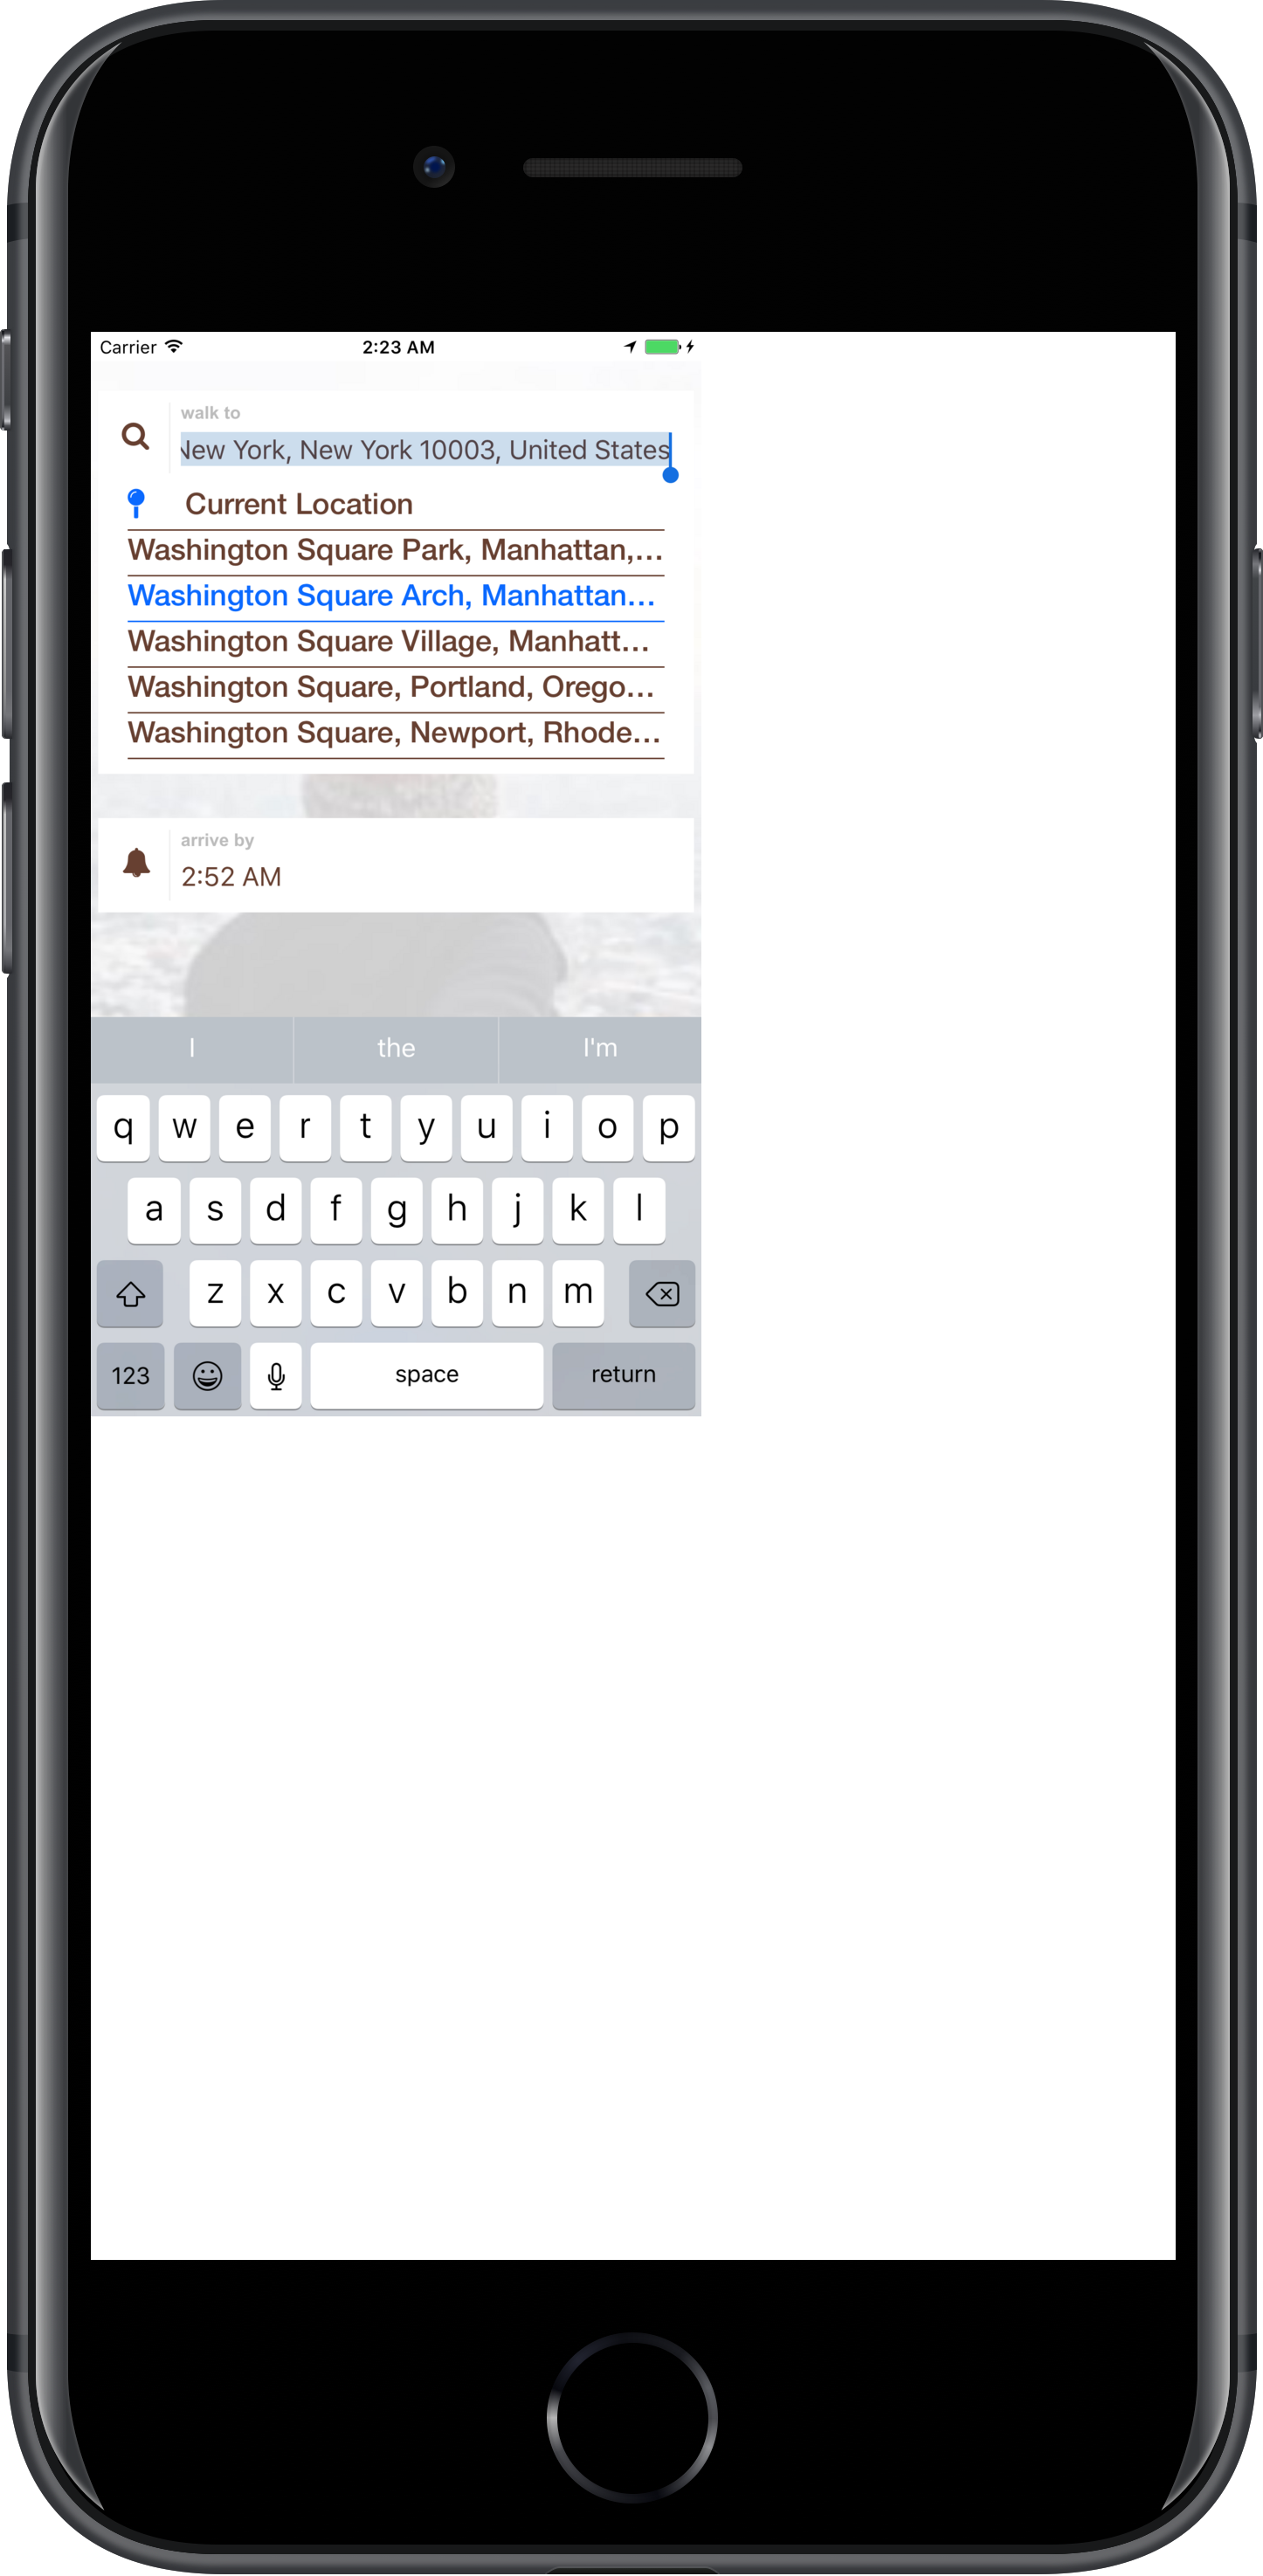 Carrier 2:23 AM
walk to
New York, New York 10003, United States
Current Location
Washington Square Park, Manhattan,...
Washington Square Arch, Manhattan...
Washington Square Village, Manhatt...
Washington Square, Portland, Orego...
Washington Square, Newport, Rhode...
arrive by
2:52 AM
I the I'm
q w e r t y u i o p
a s d f g h j k l
z x c v b n m
123 space return